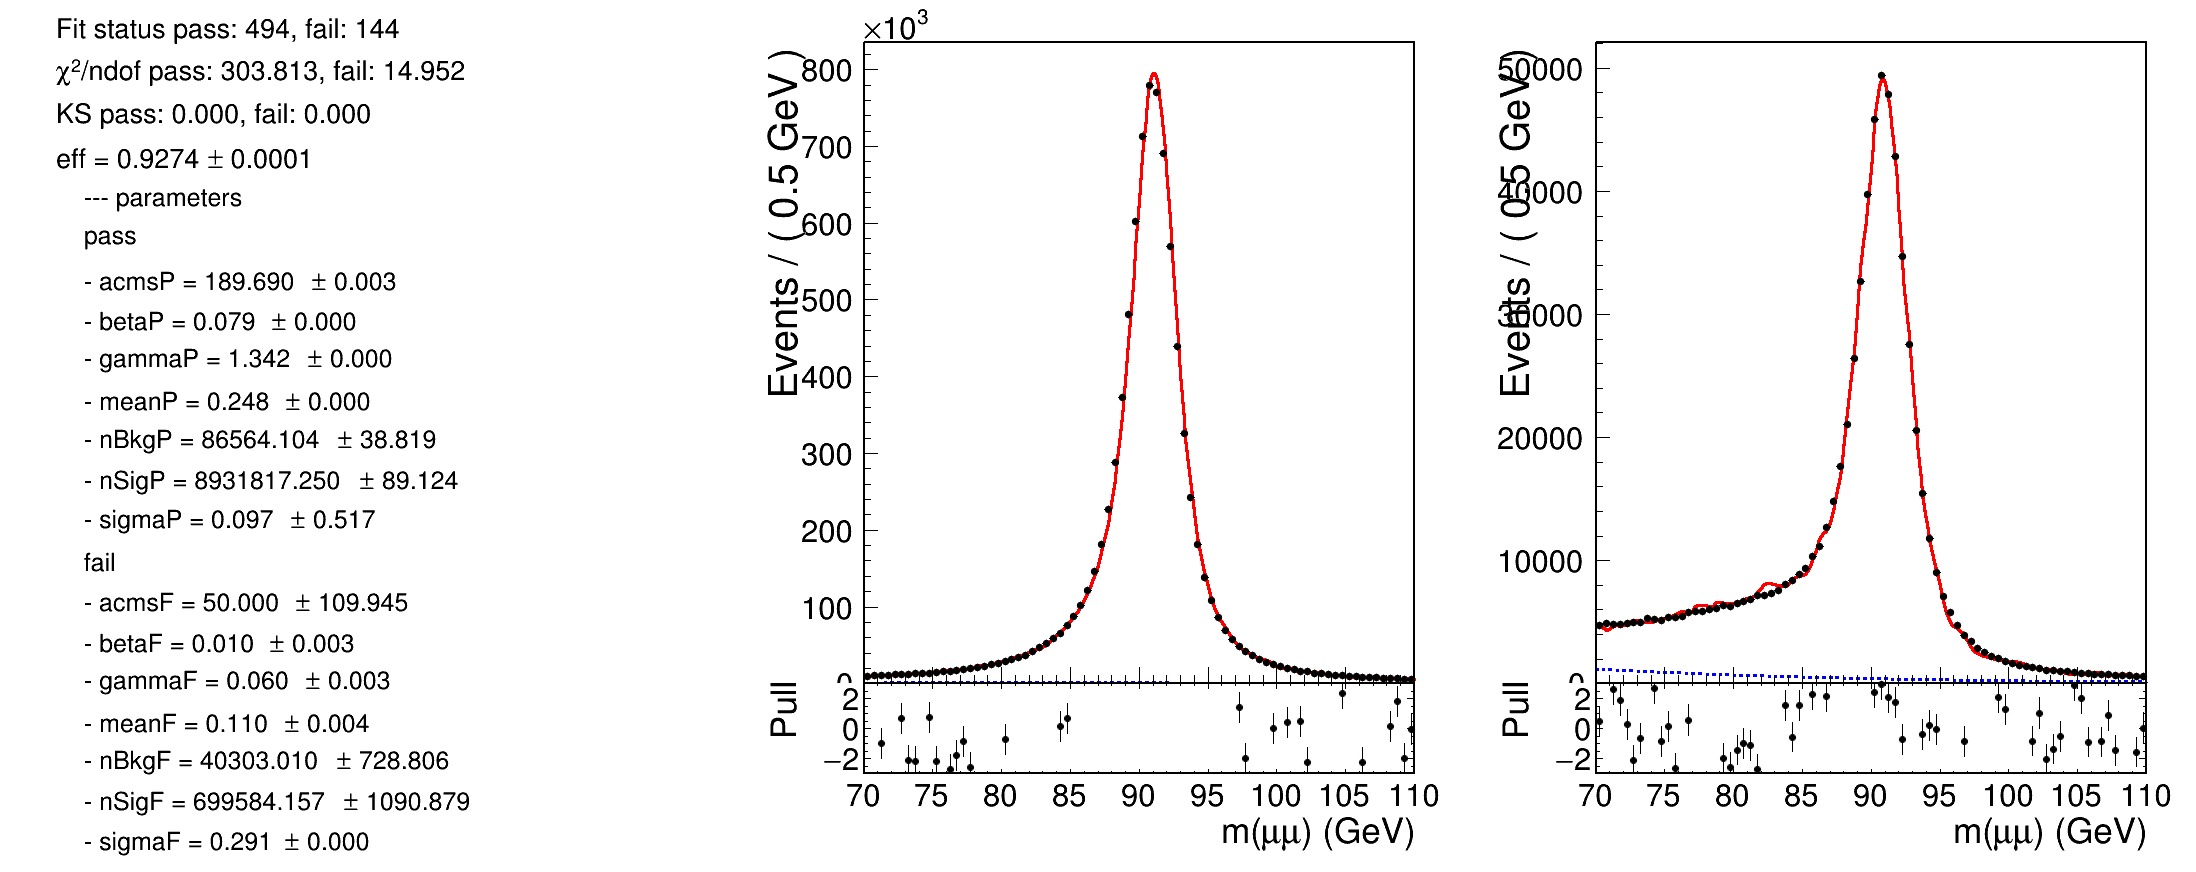 Fit status pass: 494, fail: 144
χ²/ndof pass: 303.813, fail: 14.952
KS pass: 0.000, fail: 0.000
eff = 0.9274 ± 0.0001
--- parameters
pass
- acmsP = 189.690 ± 0.003
- betaP = 0.079 ± 0.000
- gammaP = 1.342 ± 0.000
- meanP = 0.248 ± 0.000
- nBkgP = 86564.104 ± 38.819
- nSigP = 8931817.250 ± 89.124
- sigmaP = 0.097 ± 0.517
fail
- acmsF = 50.000 ± 109.945
- betaF = 0.010 ± 0.003
- gammaF = 0.060 ± 0.003
- meanF = 0.110 ± 0.004
- nBkgF = 40303.010 ± 728.806
- nSigF = 699584.157 ± 1090.879
- sigmaF = 0.291 ± 0.000
×10³
Events / ( 0.5 GeV )
800
700
600
500
400
300
200
100
0
Pull
2
0
−2
70 75 80 85 90 95 100 105 110
m(μμ) (GeV)
Events / ( 0.5 GeV )
50000
40000
30000
20000
10000
0
Pull
2
0
−2
70 75 80 85 90 95 100 105 110
m(μμ) (GeV)